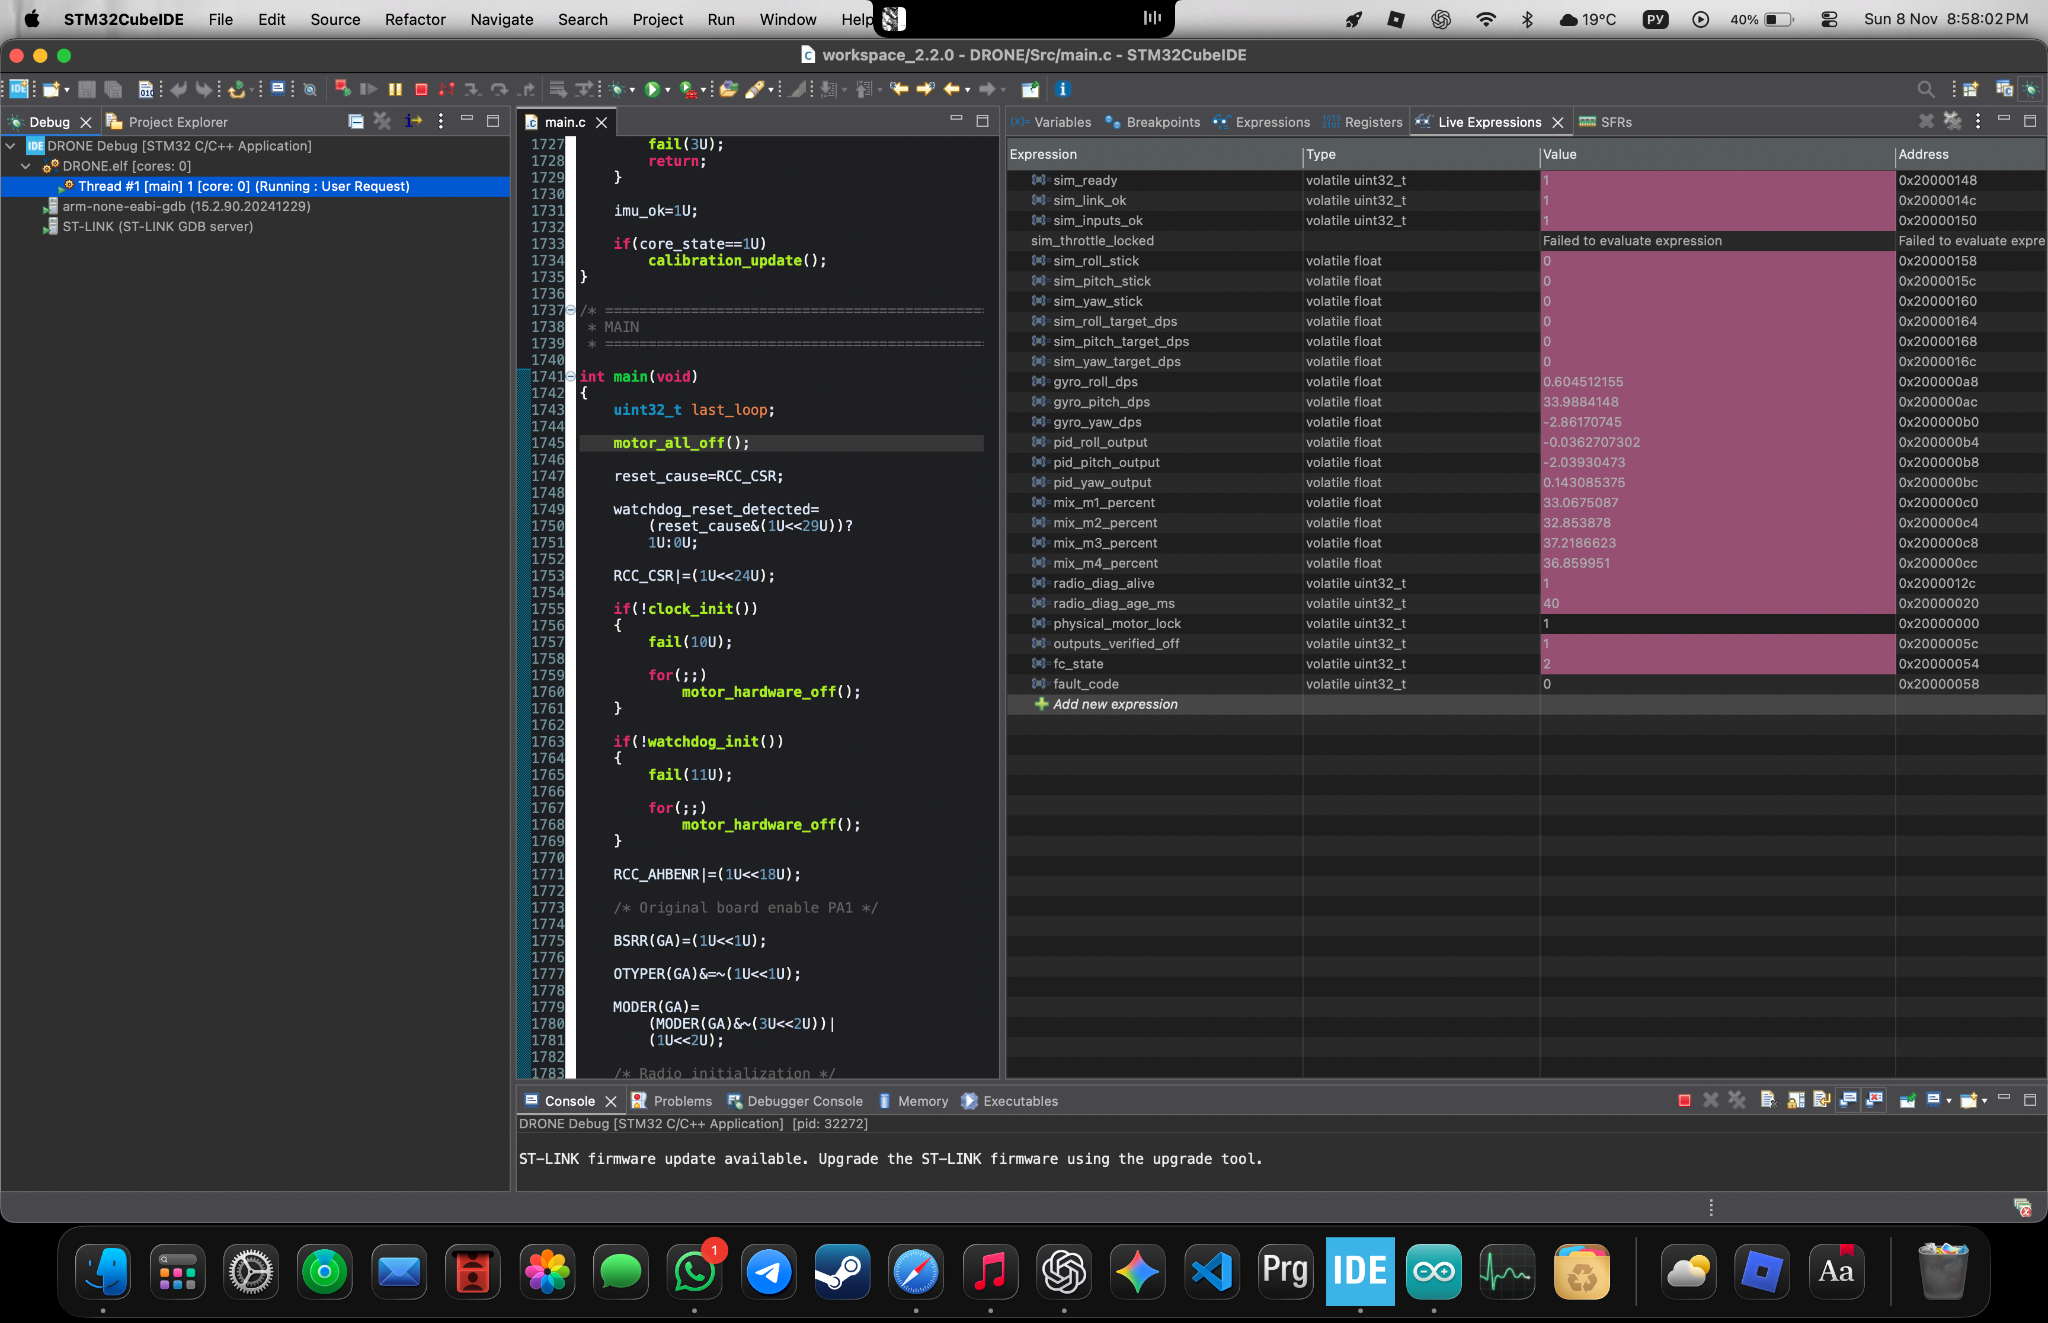 STM32CubeIDE File Edit Source Refactor Navigate Search Project Run Window Help 19°C РУ 40% Sun 8 Nov 8:58:02 PM
workspace_2.2.0 - DRONE/Src/main.c - STM32CubeIDE
Debug Project Explorer
IDE DRONE Debug [STM32 C/C++ Application]
DRONE.elf [cores: 0]
Thread #1 [main] 1 [core: 0] (Running : User Request)
arm-none-eabi-gdb (15.2.90.20241229)
ST-LINK (ST-LINK GDB server)
main.c
1727 fail(3U);
1728 return;
1729 }
1730
1731 imu_ok=1U;
1732
1733 if(core_state==1U)
1734 calibration_update();
1735 }
1736
1737 /* ============================================
1738 * MAIN
1739 * ============================================
1740
1741 int main(void)
1742 {
1743 uint32_t last_loop;
1744
1745 motor_all_off();
1746
1747 reset_cause=RCC_CSR;
1748
1749 watchdog_reset_detected=
1750 (reset_cause&(1U<<29U))?
1751 1U:0U;
1752
1753 RCC_CSR|=(1U<<24U);
1754
1755 if(!clock_init())
1756 {
1757 fail(10U);
1758
1759 for(;;)
1760 motor_hardware_off();
1761 }
1762
1763 if(!watchdog_init())
1764 {
1765 fail(11U);
1766
1767 for(;;)
1768 motor_hardware_off();
1769 }
1770
1771 RCC_AHBENR|=(1U<<18U);
1772
1773 /* Original board enable PA1 */
1774
1775 BSRR(GA)=(1U<<1U);
1776
1777 OTYPER(GA)&=~(1U<<1U);
1778
1779 MODER(GA)=
1780 (MODER(GA)&~(3U<<2U))|
1781 (1U<<2U);
1782
1783 /* Radio initialization */
Variables Breakpoints Expressions Registers Live Expressions SFRs
Expression Type Value Address
sim_ready volatile uint32_t 1 0x20000148
sim_link_ok volatile uint32_t 1 0x2000014c
sim_inputs_ok volatile uint32_t 1 0x20000150
sim_throttle_locked Failed to evaluate expression Failed to evaluate expre
sim_roll_stick volatile float 0 0x20000158
sim_pitch_stick volatile float 0 0x2000015c
sim_yaw_stick volatile float 0 0x20000160
sim_roll_target_dps volatile float 0 0x20000164
sim_pitch_target_dps volatile float 0 0x20000168
sim_yaw_target_dps volatile float 0 0x2000016c
gyro_roll_dps volatile float 0.604512155 0x200000a8
gyro_pitch_dps volatile float 33.9884148 0x200000ac
gyro_yaw_dps volatile float -2.86170745 0x200000b0
pid_roll_output volatile float -0.0362707302 0x200000b4
pid_pitch_output volatile float -2.03930473 0x200000b8
pid_yaw_output volatile float 0.143085375 0x200000bc
mix_m1_percent volatile float 33.0675087 0x200000c0
mix_m2_percent volatile float 32.853878 0x200000c4
mix_m3_percent volatile float 37.2186623 0x200000c8
mix_m4_percent volatile float 36.859951 0x200000cc
radio_diag_alive volatile uint32_t 1 0x2000012c
radio_diag_age_ms volatile uint32_t 40 0x20000020
physical_motor_lock volatile uint32_t 1 0x20000000
outputs_verified_off volatile uint32_t 1 0x2000005c
fc_state volatile uint32_t 2 0x20000054
fault_code volatile uint32_t 0 0x20000058
Add new expression
Console Problems Debugger Console Memory Executables
DRONE Debug [STM32 C/C++ Application] [pid: 32272]
ST-LINK firmware update available. Upgrade the ST-LINK firmware using the upgrade tool.
1
Prg IDE Aa